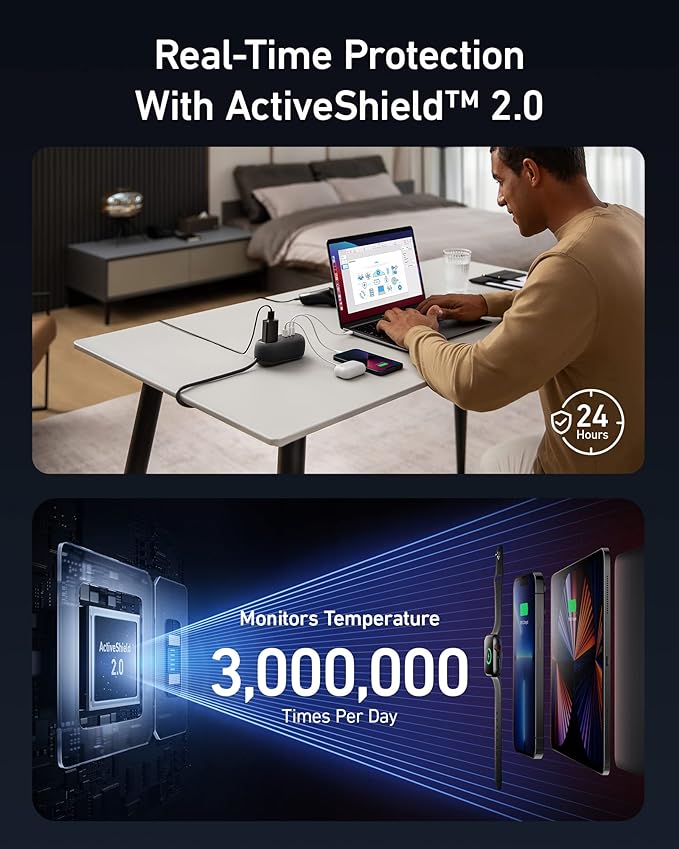 Real-Time Protection
With ActiveShield™ 2.0
24
Hours
ActiveShield
2.0
Monitors Temperature
3,000,000
Times Per Day